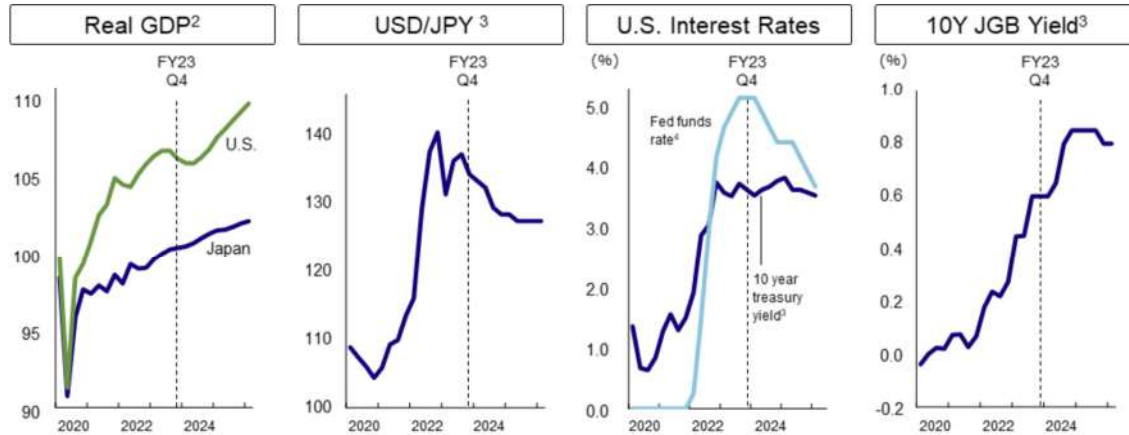 Real GDP2
FY23
Q4
110
105
100
95
90
U.S.
Japan
2020 2022 2024
USD/JPY 3
FY23
Q4
140
130
120
110
100
2020 2022 2024
U.S. Interest Rates
(%)
FY23
Q4
5.0
4.0
3.0
2.0
1.0
0.0
Fed funds
rate4
10 year
treasury
yield3
2020 2022 2024
10Y JGB Yield3
(%)
FY23
Q4
1.0
0.8
0.6
0.4
0.2
0.0
-0.2
2020 2022 2024